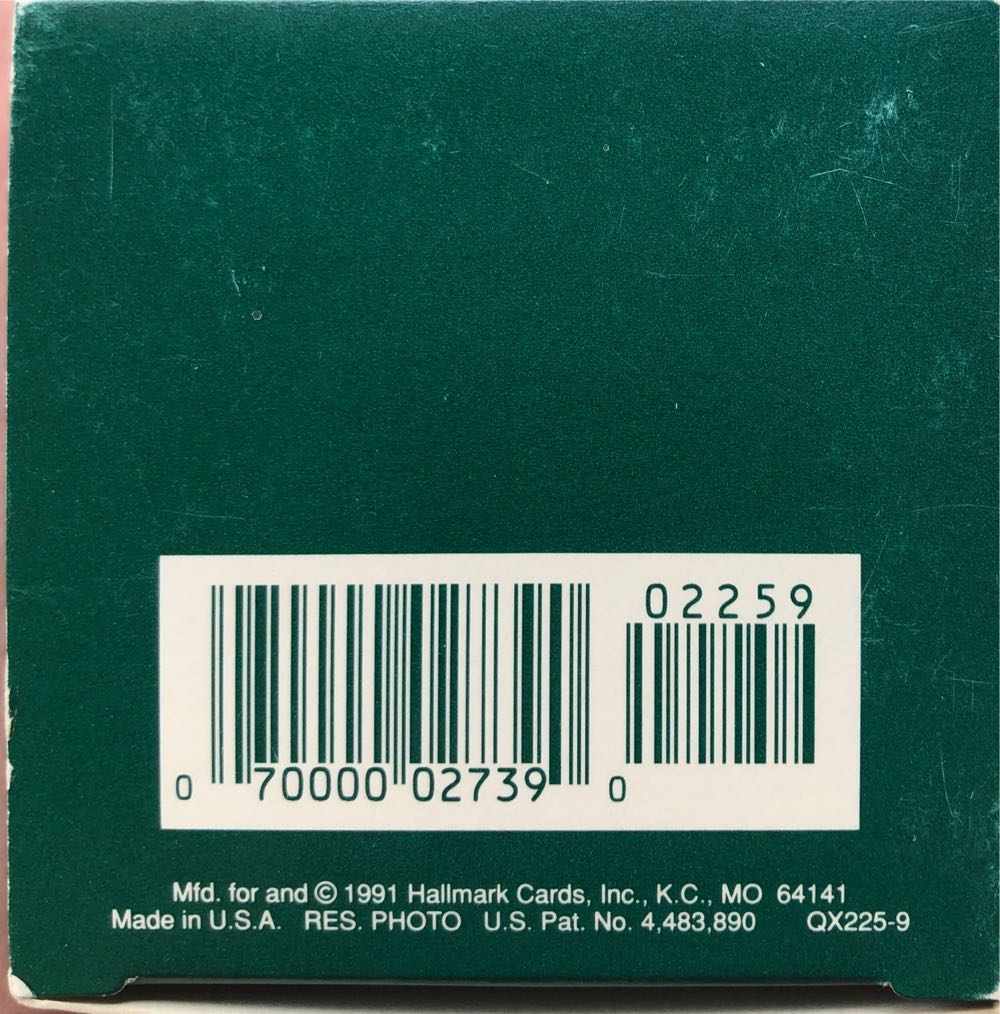 02259
0 70000 02739 0
Mfd. for and © 1991 Hallmark Cards, Inc., K.C., MO 64141
Made in U.S.A. RES. PHOTO U.S. Pat. No. 4,483,890 QX225-9